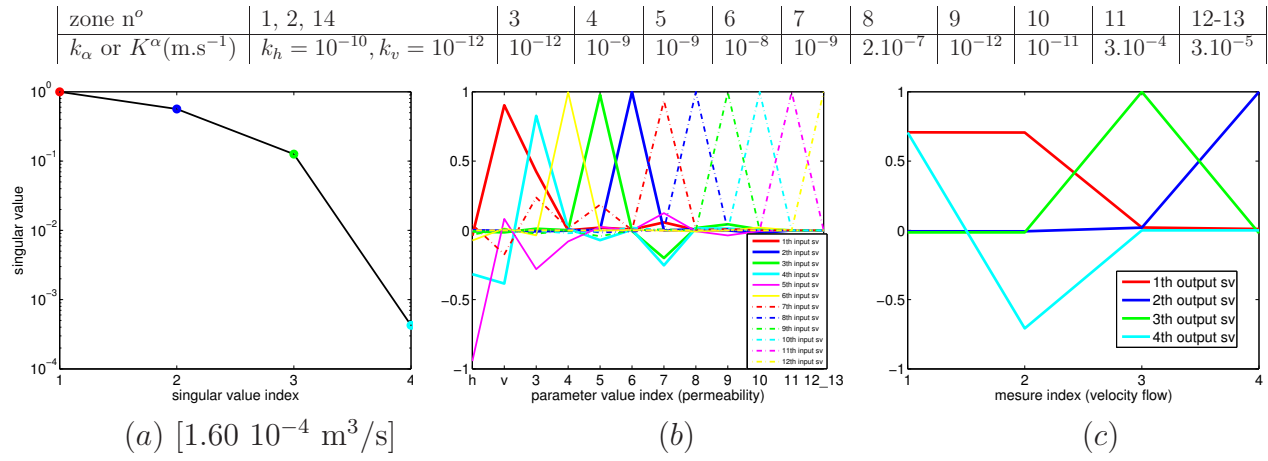 zone nᵒ 1, 2, 14 3 4 5 6 7 8 9 10 11 12-13
k_α or K^α(m.s⁻¹) k_h = 10⁻¹⁰, k_v = 10⁻¹² 10⁻¹² 10⁻⁹ 10⁻⁹ 10⁻⁸ 10⁻⁹ 2.10⁻⁷ 10⁻¹² 10⁻¹¹ 3.10⁻⁴ 3.10⁻⁵
10⁰
10⁻¹
10⁻²
10⁻³
10⁻⁴
singular value
1 2 3 4
singular value index
(a) [1.60 10⁻⁴ m³/s]
1
0.5
0
−0.5
−1
1th input sv
2th input sv
3th input sv
4th input sv
5th input sv
6th input sv
7th input sv
8th input sv
9th input sv
10th input sv
11th input sv
12th input sv
h v 3 4 5 6 7 8 9 10 11 12_13
parameter value index (permeability)
(b)
1
0.5
0
−0.5
−1
1th output sv
2th output sv
3th output sv
4th output sv
1 2 3 4
mesure index (velocity flow)
(c)